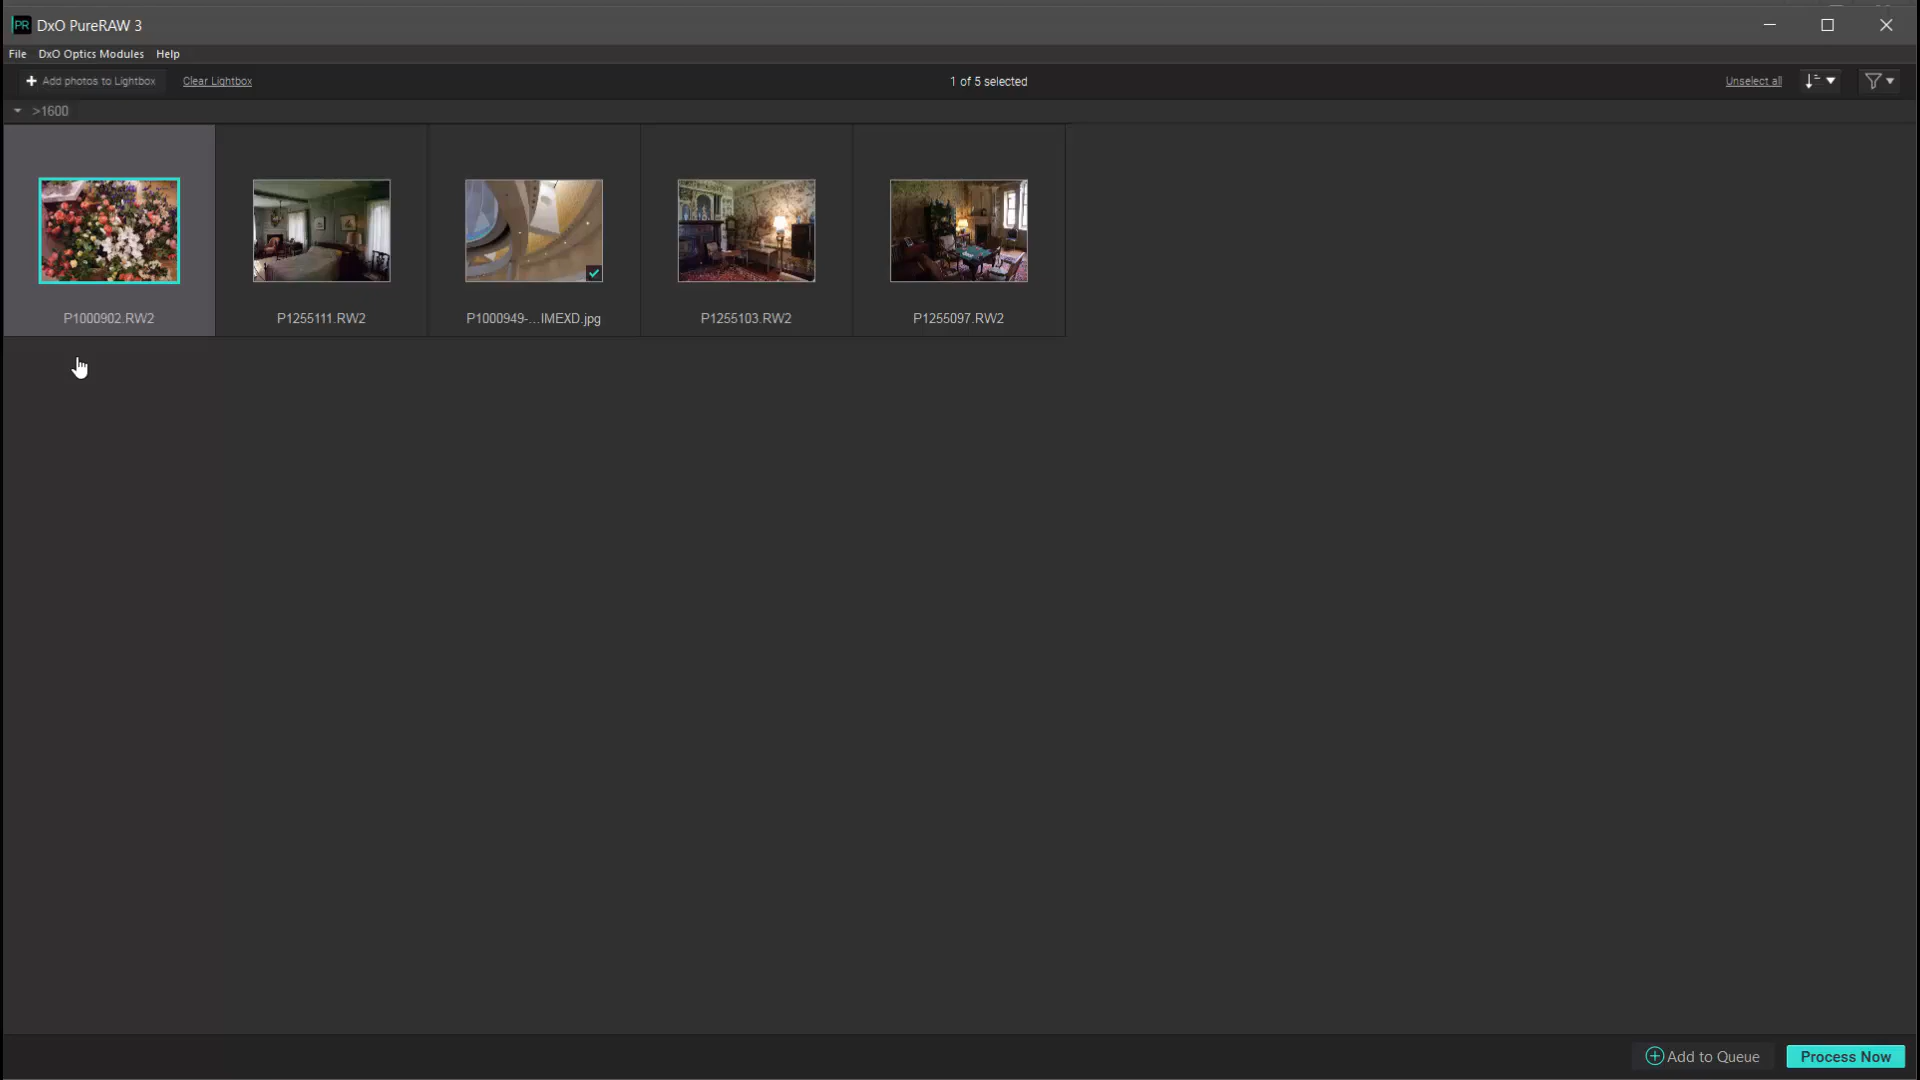 PR DxO PureRAW 3
File DxO Optics Modules Help
Add photos to Lightbox Clear Lightbox 1 of 5 selected Unselect all
>1600
P1000902.RW2 P1255111.RW2 P1000949-...IMEXD.jpg P1255103.RW2 P1255097.RW2
Add to Queue Process Now